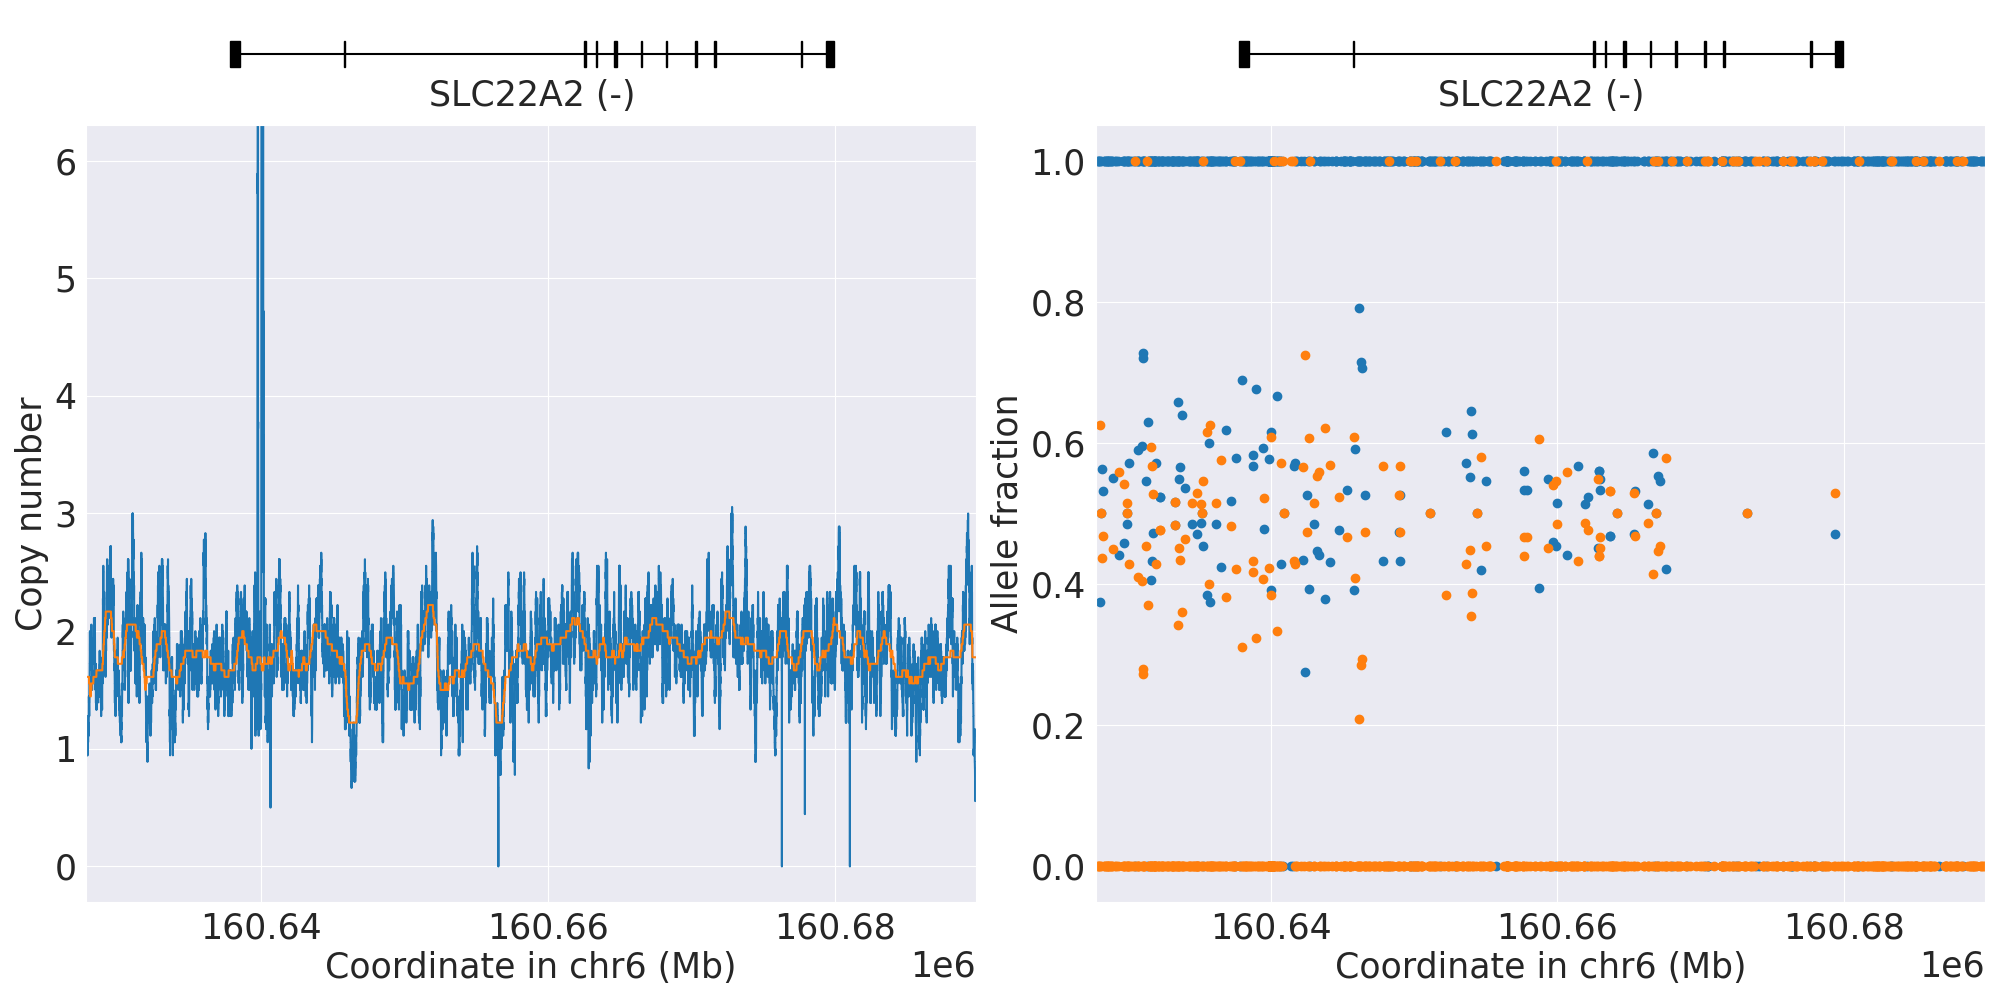 SLC22A2 (-)
6
5
4
3
2
1
0
Copy number
160.64 160.66 160.68
Coordinate in chr6 (Mb)
1e6
SLC22A2 (-)
1.0
0.8
0.6
0.4
0.2
0.0
Allele fraction
160.64 160.66 160.68
Coordinate in chr6 (Mb)
1e6